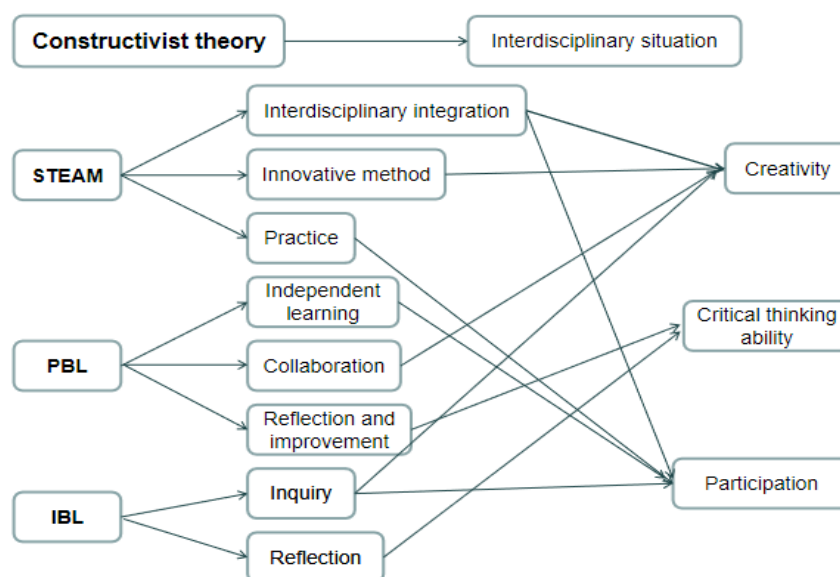 Constructivist theory
Interdisciplinary situation
STEAM
Interdisciplinary integration
Innovative method
Practice
Creativity
PBL
Independent
learning
Collaboration
Reflection and
improvement
Critical thinking
ability
IBL
Inquiry
Reflection
Participation